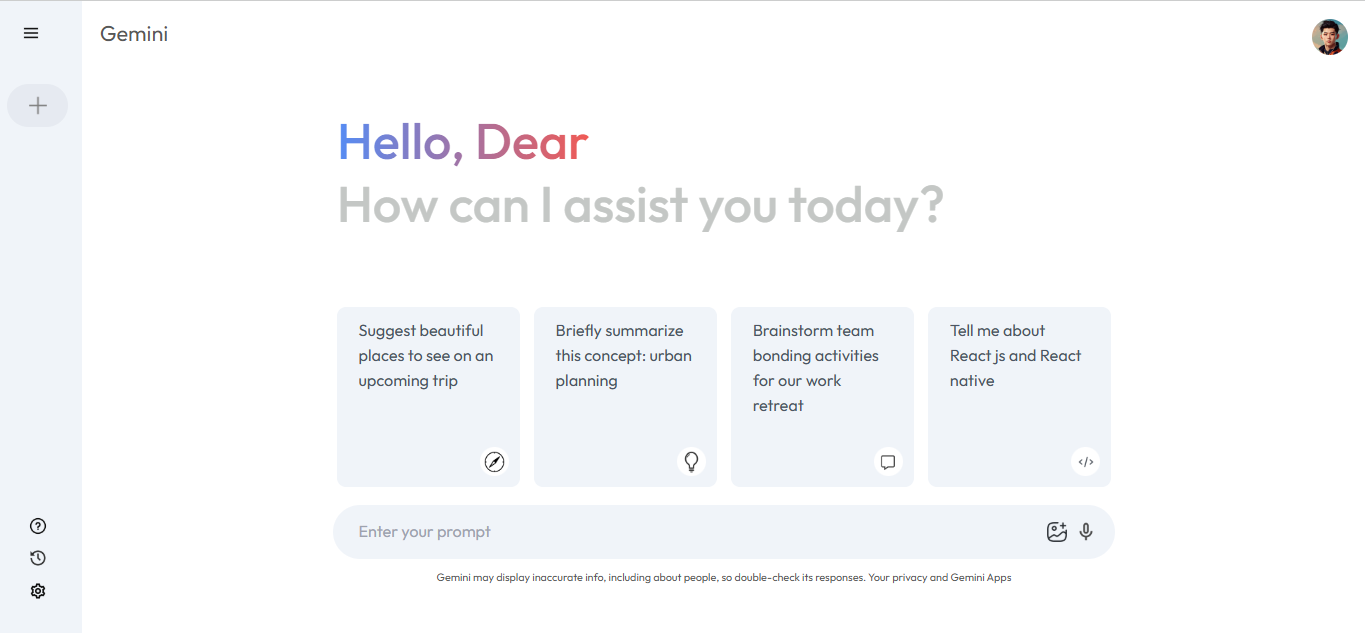 Gemini
Hello, Dear
How can I assist you today?
Suggest beautiful
places to see on an
upcoming trip
Briefly summarize
this concept: urban
planning
Brainstorm team
bonding activities
for our work
retreat
Tell me about
React js and React
native
Enter your prompt
Gemini may display inaccurate info, including about people, so double-check its responses. Your privacy and Gemini Apps